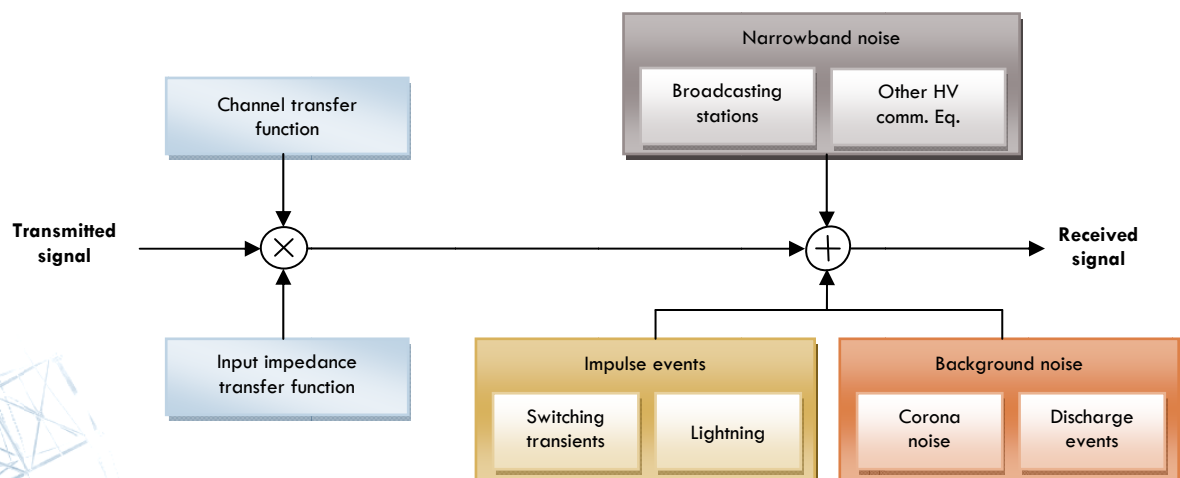 Narrowband noise
Broadcasting
stations
Other HV
comm. Eq.
Channel transfer
function
Transmitted
signal
Received
signal
Input impedance
transfer function
Impulse events
Switching
transients
Lightning
Background noise
Corona
noise
Discharge
events